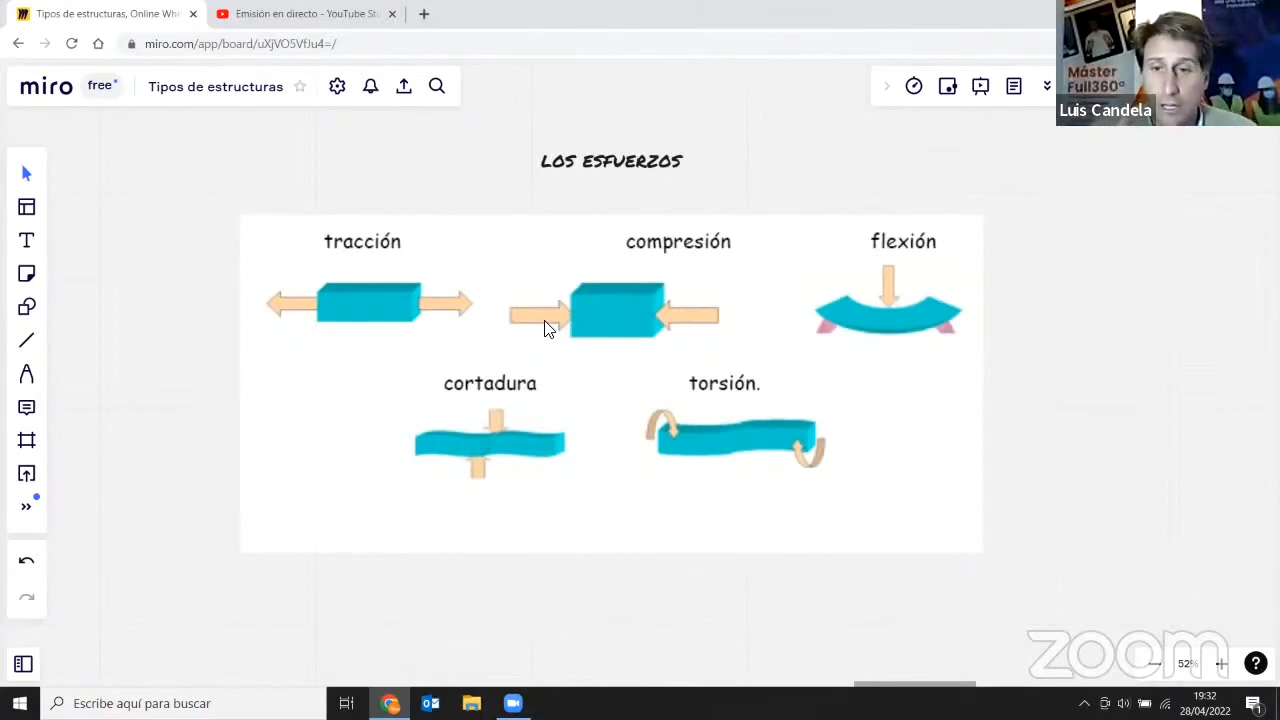 Tipos de estructuras, Online Wh
Emisión en directo - YouTube St
miro.com/app/board/uXjVO5VfJu4=/
miro
free
Tipos de estructuras
Máster
Full360º
Luis Candela
LOS ESFUERZOS
tracción
compresión
flexión
cortadura
torsión.
zoom
52%
Escribe aquí para buscar
19:32
28/04/2022